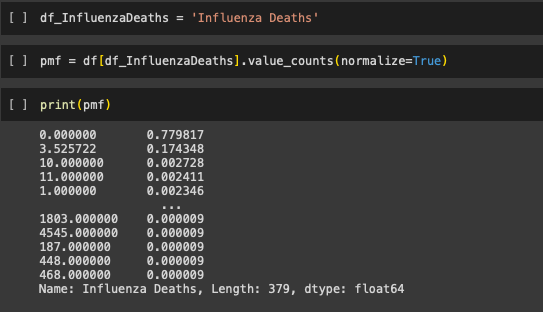 [ ] df_InfluenzaDeaths = 'Influenza Deaths'
[ ] pmf = df[df_InfluenzaDeaths].value_counts(normalize=True)
[ ] print(pmf)
0.000000 0.779817
3.525722 0.174348
10.000000 0.002728
11.000000 0.002411
1.000000 0.002346
...
1803.000000 0.000009
4545.000000 0.000009
187.000000 0.000009
448.000000 0.000009
468.000000 0.000009
Name: Influenza Deaths, Length: 379, dtype: float64